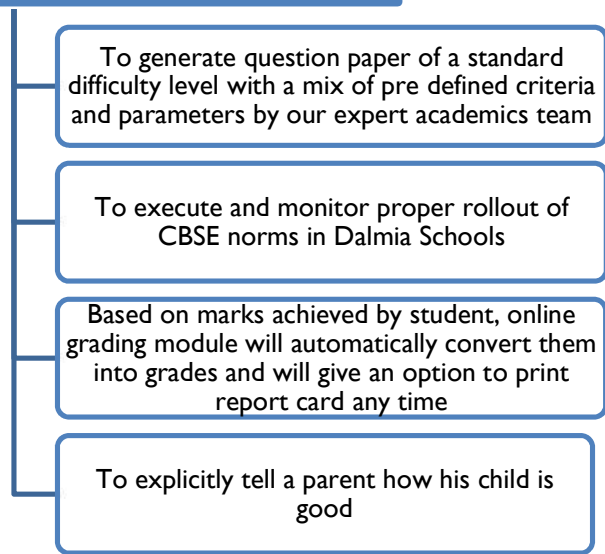 To generate question paper of a standard
difficulty level with a mix of pre defined criteria
and parameters by our expert academics team
To execute and monitor proper rollout of
CBSE norms in Dalmia Schools
Based on marks achieved by student, online
grading module will automatically convert them
into grades and will give an option to print
report card any time
To explicitly tell a parent how his child is
good